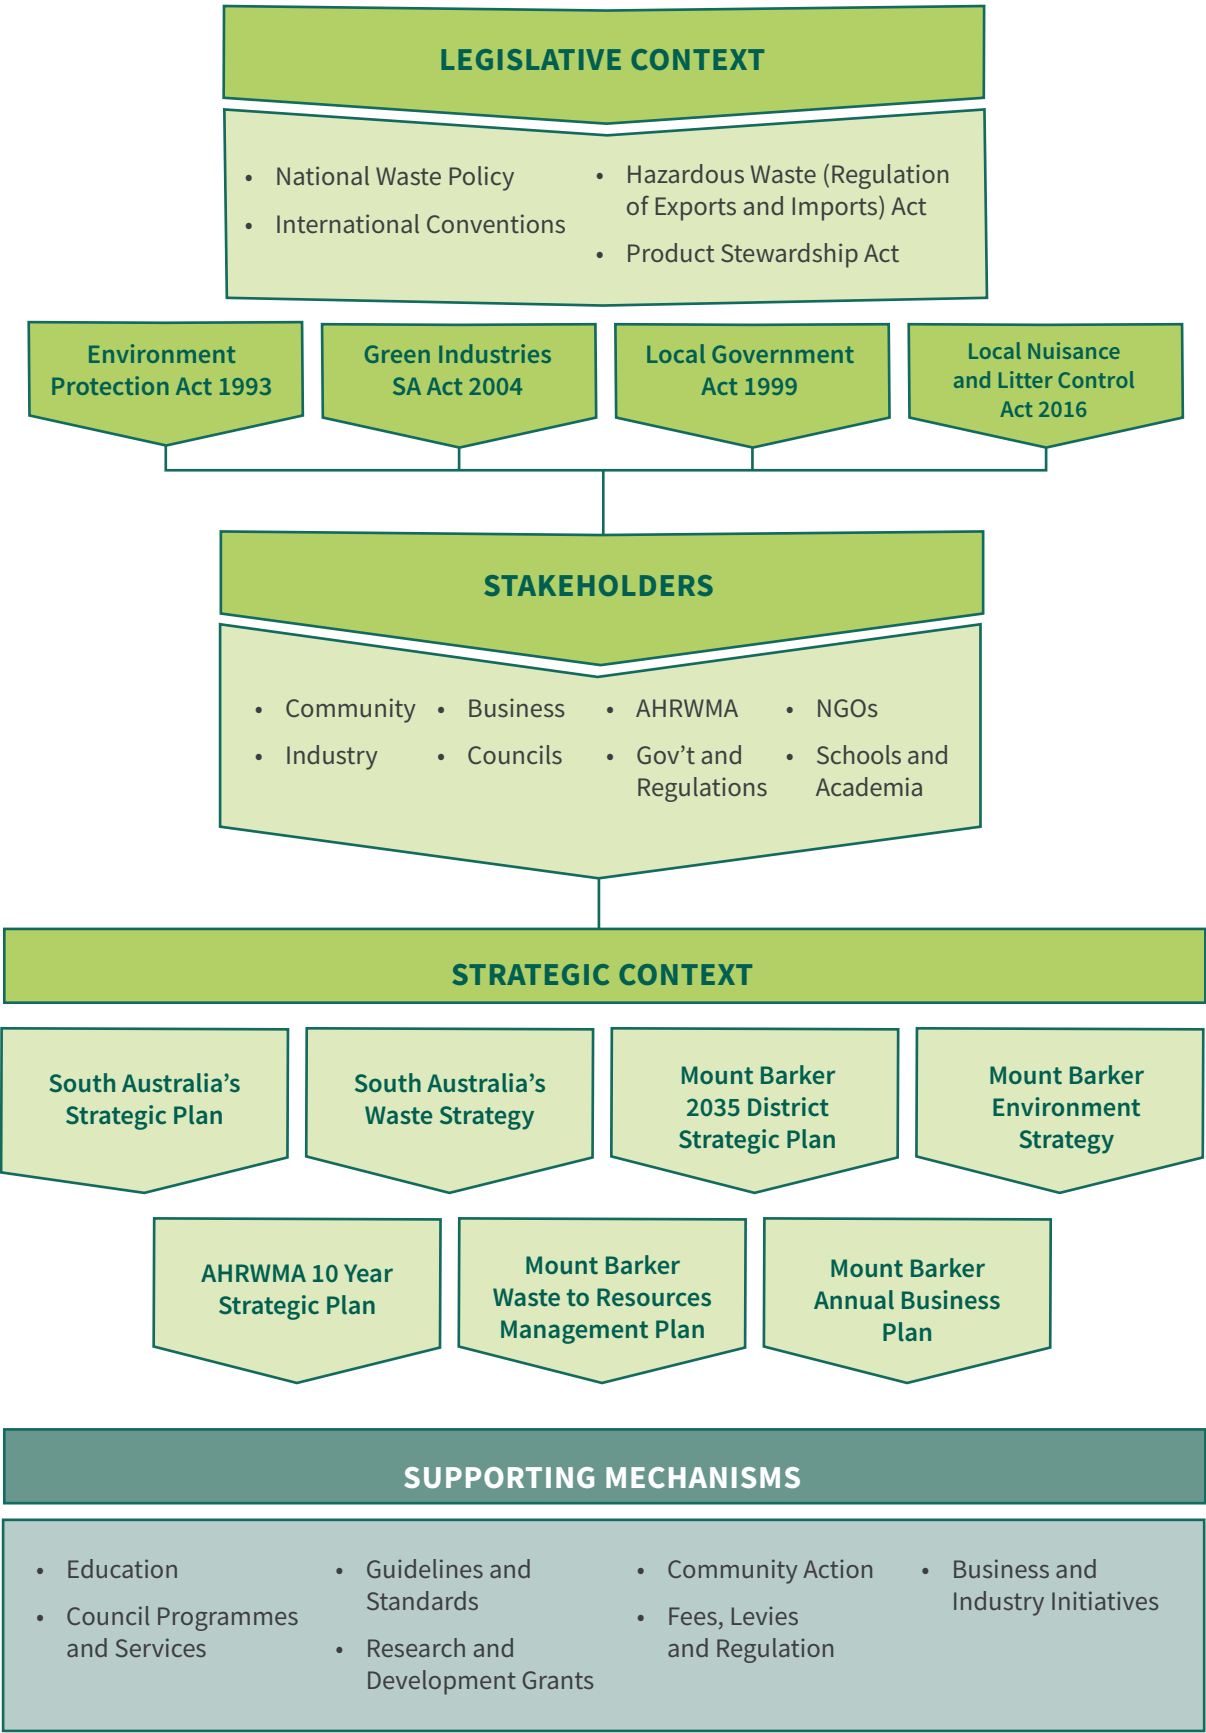 LEGISLATIVE CONTEXT
• National Waste Policy
• International Conventions
• Hazardous Waste (Regulation
of Exports and Imports) Act
• Product Stewardship Act
Environment
Protection Act 1993
Green Industries
SA Act 2004
Local Government
Act 1999
Local Nuisance
and Litter Control
Act 2016
STAKEHOLDERS
• Community
• Industry
• Business
• Councils
• AHRWMA
• Gov’t and
Regulations
• NGOs
• Schools and
Academia
STRATEGIC CONTEXT
South Australia’s
Strategic Plan
South Australia’s
Waste Strategy
Mount Barker
2035 District
Strategic Plan
Mount Barker
Environment
Strategy
AHRWMA 10 Year
Strategic Plan
Mount Barker
Waste to Resources
Management Plan
Mount Barker
Annual Business
Plan
SUPPORTING MECHANISMS
• Education
• Council Programmes
and Services
• Guidelines and
Standards
• Research and
Development Grants
• Community Action
• Fees, Levies
and Regulation
• Business and
Industry Initiatives